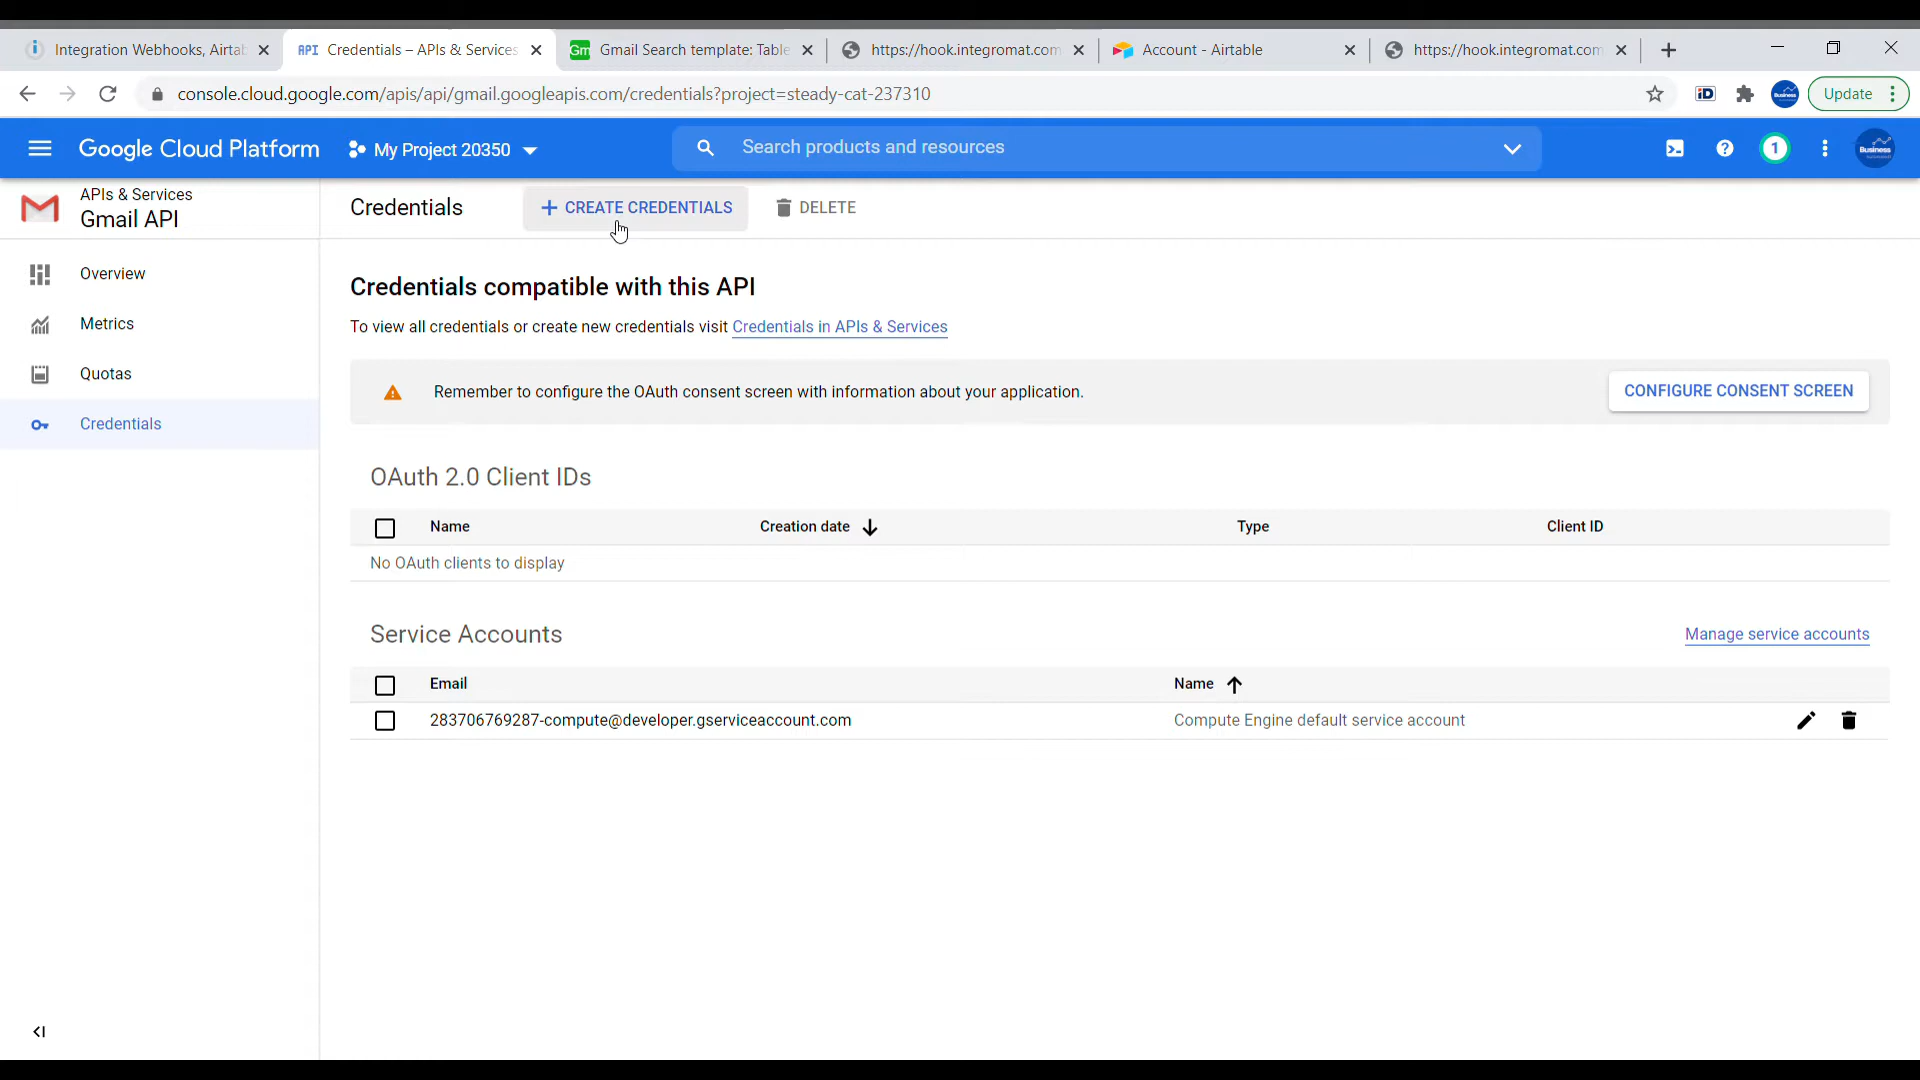 Integration Webhooks, Airtab
API Credentials – APIs & Services
Gm Gmail Search template: Table
https://hook.integromat.com
Account - Airtable
https://hook.integromat.com
console.cloud.google.com/apis/api/gmail.googleapis.com/credentials?project=steady-cat-237310
iD
Business
Update
Google Cloud Platform
My Project 20350
Search products and resources
1
Business
APIs & Services
Gmail API
Credentials
CREATE CREDENTIALS
DELETE
Overview
Metrics
Quotas
Credentials
Credentials compatible with this API
To view all credentials or create new credentials visit Credentials in APIs & Services
Remember to configure the OAuth consent screen with information about your application.
CONFIGURE CONSENT SCREEN
OAuth 2.0 Client IDs
Name Creation date Type Client ID
No OAuth clients to display
Service Accounts
Manage service accounts
Email Name
283706769287-compute@developer.gserviceaccount.com Compute Engine default service account